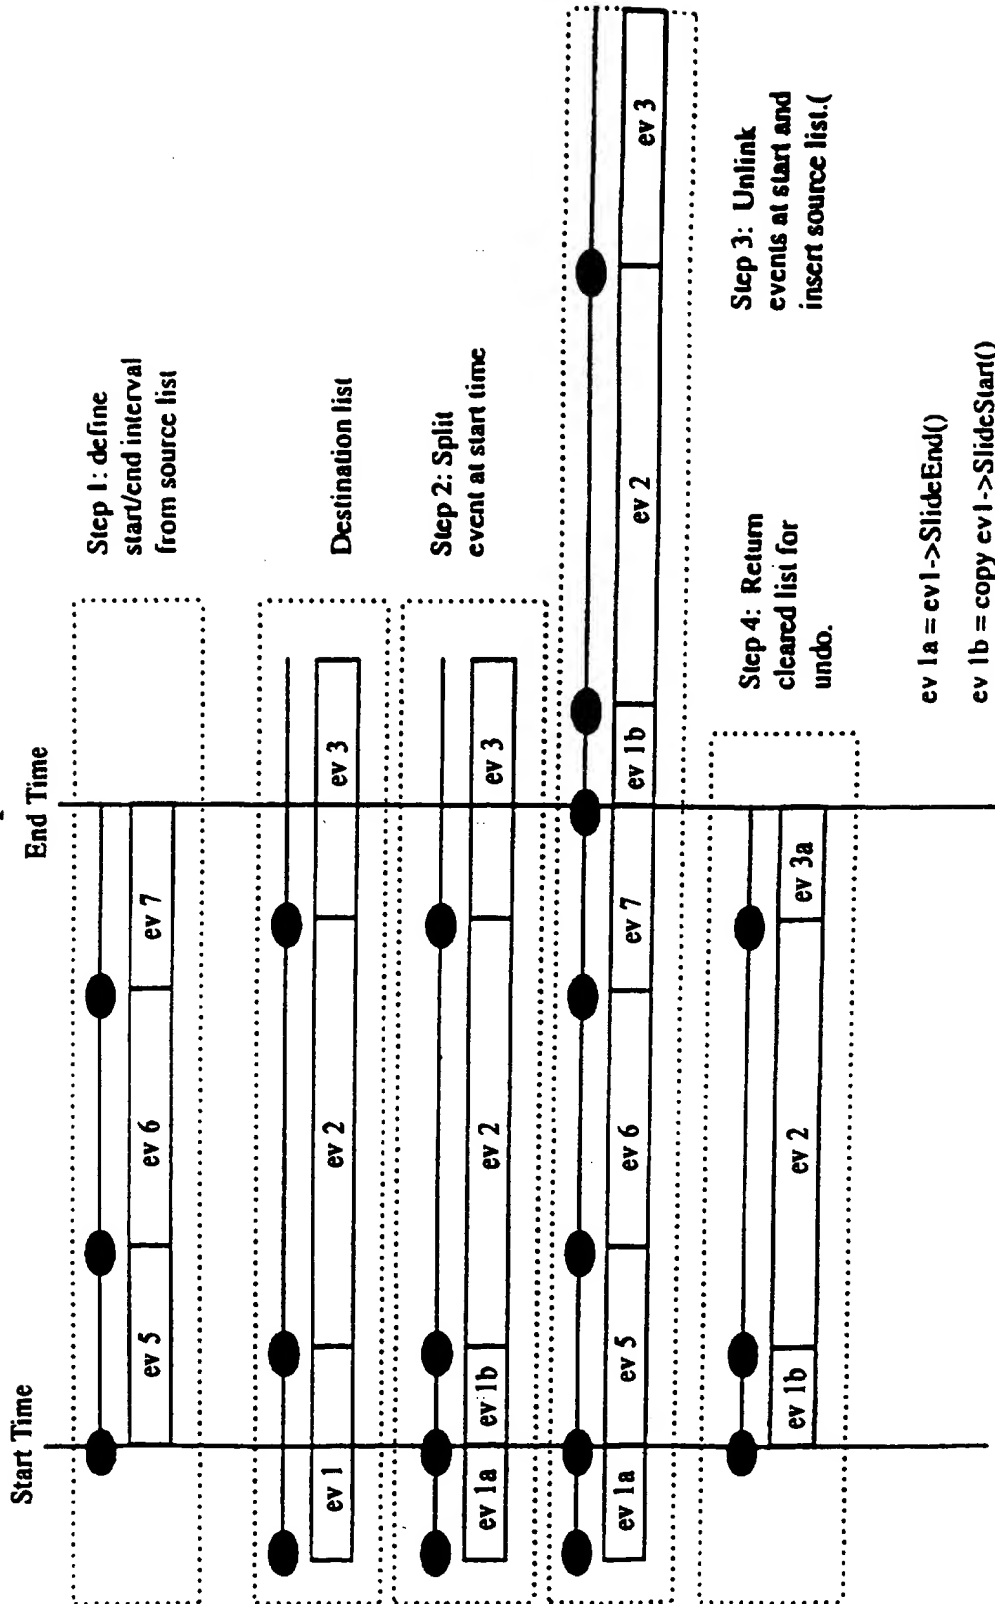 Start Time
End Time
ev 5
ev 6
ev 7
Step 1: define
start/end interval
from source list
ev 1
ev 2
ev 3
Destination list
ev 1a
ev 1b
ev 2
ev 3
Step 2: Split
event at start time
ev 1a
ev 5
ev 6
ev 7
ev 1b
ev 2
ev 3
Step 3: Unlink
events at start and
insert source list.(
ev 1b
ev 2
ev 3a
Step 4: Return
cleared list for
undo.
ev 1a = ev1->SlideEnd()
ev 1b = copy ev1->SlideStart()